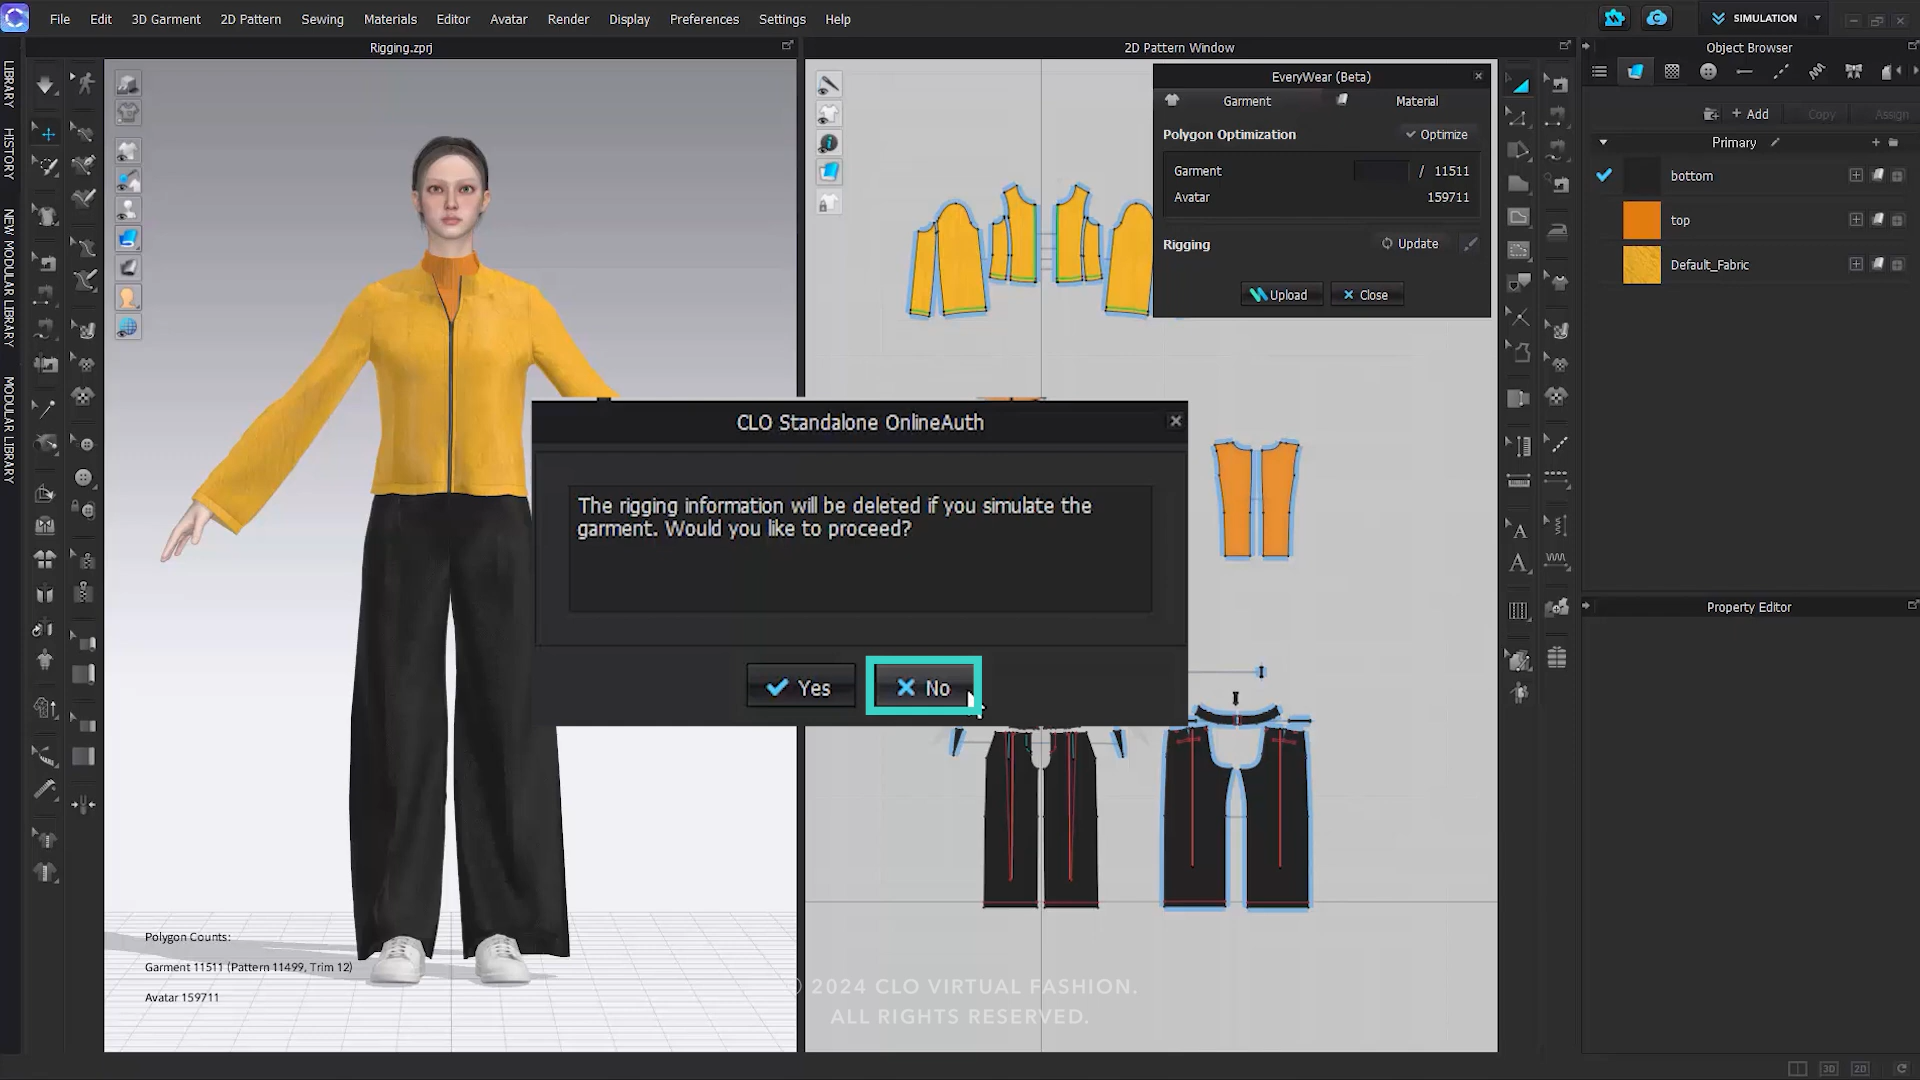 File Edit 3D Garment 2D Pattern Sewing Materials Editor Avatar Render Display Preferences Settings Help
SIMULATION
Rigging.zprj
2D Pattern Window
Object Browser
LIBRARY
HISTORY
NEW MODULAR LIBRARY
MODULAR LIBRARY
EveryWear (Beta)
Garment Material
Polygon Optimization Optimize
Garment / 11511
Avatar 159711
Rigging Update
Upload Close
+ Add Copy Assign
Primary
bottom
top
Default_Fabric
Property Editor
CLO Standalone OnlineAuth
The rigging information will be deleted if you simulate the
garment. Would you like to proceed?
Yes No
Polygon Counts:
Garment 11511 (Pattern 11499, Trim 12)
Avatar 159711
© 2024 CLO VIRTUAL FASHION.
ALL RIGHTS RESERVED.
3D 2D